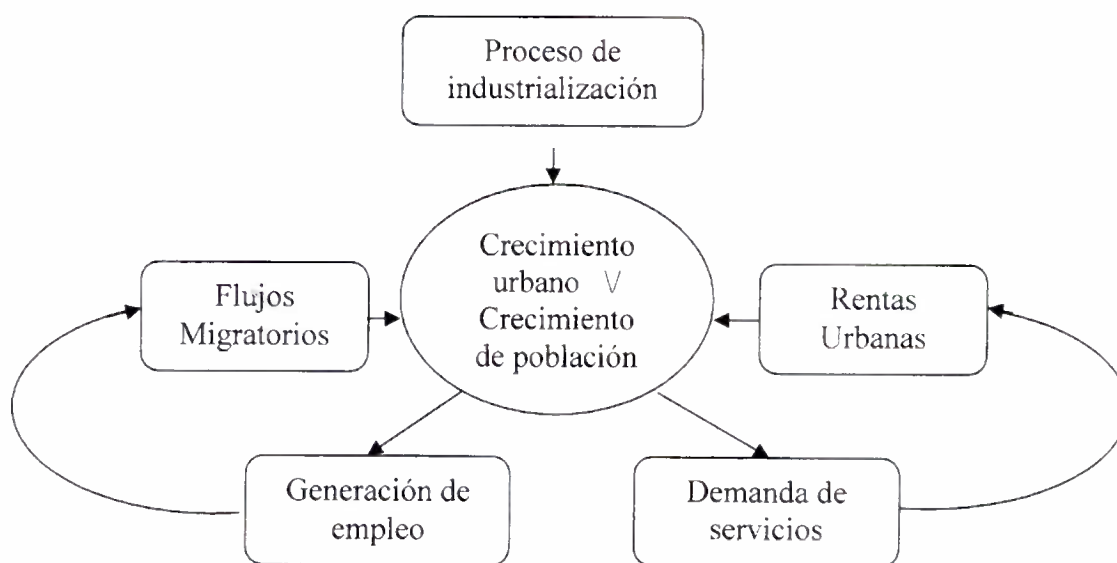 Proceso de
industrialización
Crecimiento
urbano V
Crecimiento
de población
Flujos
Migratorios
Rentas
Urbanas
Generación de
empleo
Demanda de
servicios